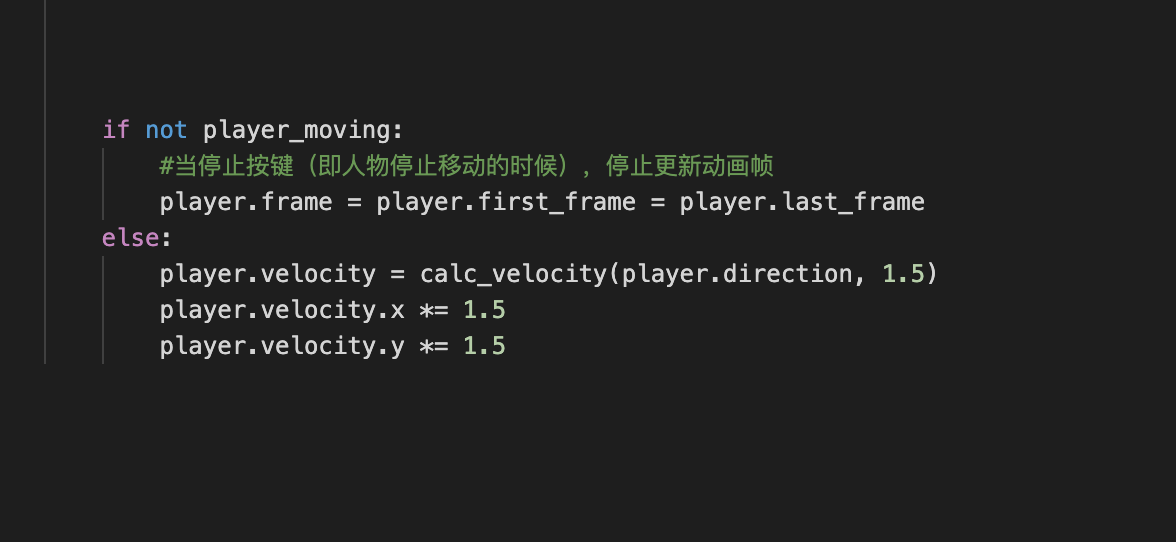 if not player_moving:
#当停止按键（即人物停止移动的时候），停止更新动画帧
player.frame = player.first_frame = player.last_frame
else:
player.velocity = calc_velocity(player.direction, 1.5)
player.velocity.x *= 1.5
player.velocity.y *= 1.5